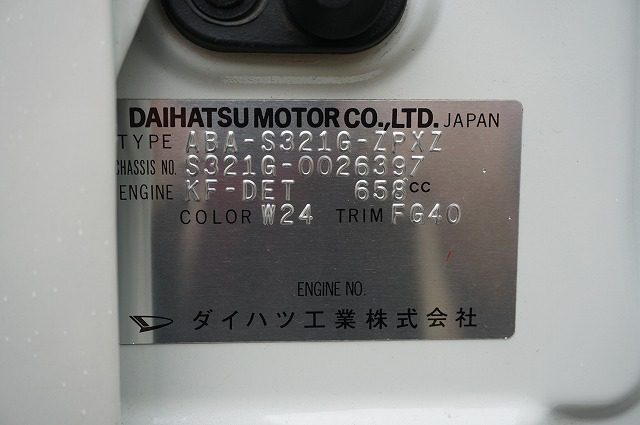 DAIHATSU MOTOR CO.,LTD. JAPAN
TYPE ABA-S321G-ZPXZ
CHASSIS NO. S321G-0026397
ENGINE KF-DET 658cc
COLOR W24 TRIM FG40
ENGINE NO.
ダイハツ工業株式会社